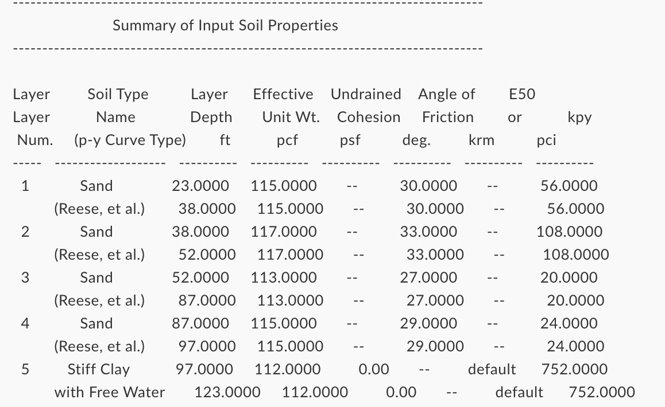 --------------------------------------------------------------------------------
Summary of Input Soil Properties
--------------------------------------------------------------------------------
Layer Soil Type Layer Effective Undrained Angle of E50
Layer Name Depth Unit Wt. Cohesion Friction or kpy
Num. (p-y Curve Type) ft pcf psf deg. krm pci
----- ------------------- ---------- ---------- ---------- ---------- ---------- ----------
1 Sand 23.0000 115.0000 -- 30.0000 -- 56.0000
(Reese, et al.) 38.0000 115.0000 -- 30.0000 -- 56.0000
2 Sand 38.0000 117.0000 -- 33.0000 -- 108.0000
(Reese, et al.) 52.0000 117.0000 -- 33.0000 -- 108.0000
3 Sand 52.0000 113.0000 -- 27.0000 -- 20.0000
(Reese, et al.) 87.0000 113.0000 -- 27.0000 -- 20.0000
4 Sand 87.0000 115.0000 -- 29.0000 -- 24.0000
(Reese, et al.) 97.0000 115.0000 -- 29.0000 -- 24.0000
5 Stiff Clay 97.0000 112.0000 0.00 -- default 752.0000
with Free Water 123.0000 112.0000 0.00 -- default 752.0000